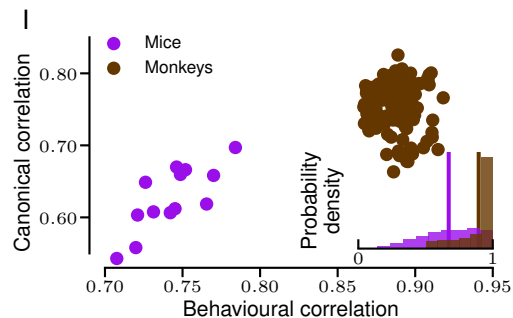 I
Mice
Monkeys
Canonical correlation
0.80
0.70
0.60
Probability
density
0
1
0.70
0.75
0.80
0.85
0.90
0.95
Behavioural correlation